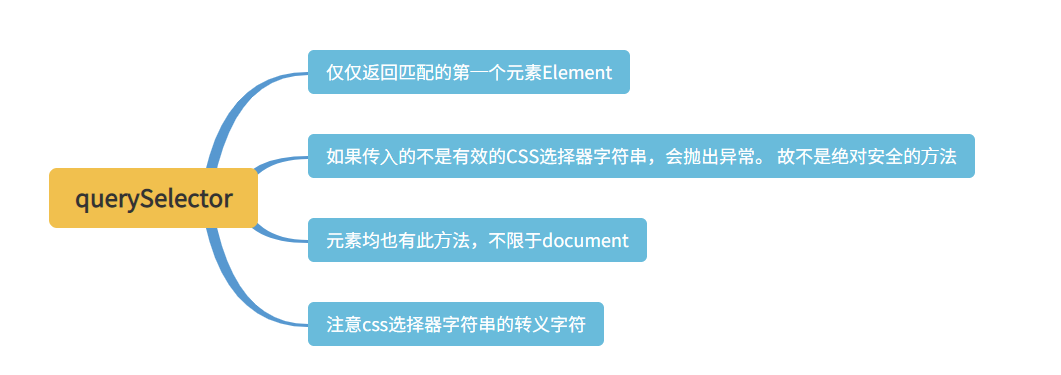 仅仅返回匹配的第一个元素Element
如果传入的不是有效的CSS选择器字符串，会抛出异常。 故不是绝对安全的方法
querySelector
元素均也有此方法，不限于document
注意css选择器字符串的转义字符